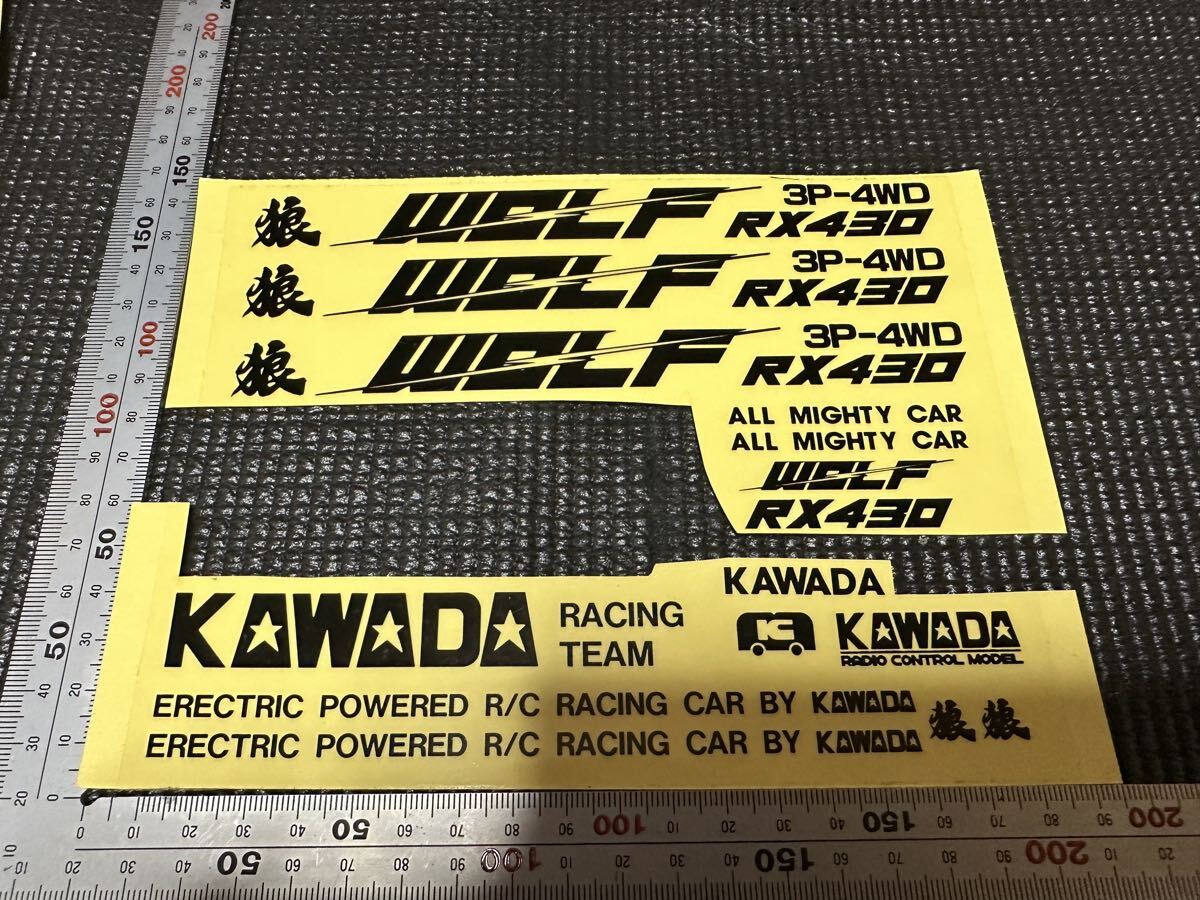 狼 WOLF 3P-4WD
RX430
狼 WOLF 3P-4WD
RX430
狼 WOLF 3P-4WD
RX430
ALL MIGHTY CAR
ALL MIGHTY CAR
WOLF
RX430
KAWADA
KAWADA RACING
TEAM
KAWADA
RADIO CONTROL MODEL
ERECTRIC POWERED R/C RACING CAR BY KAWADA 狼 狼
ERECTRIC POWERED R/C RACING CAR BY KAWADA